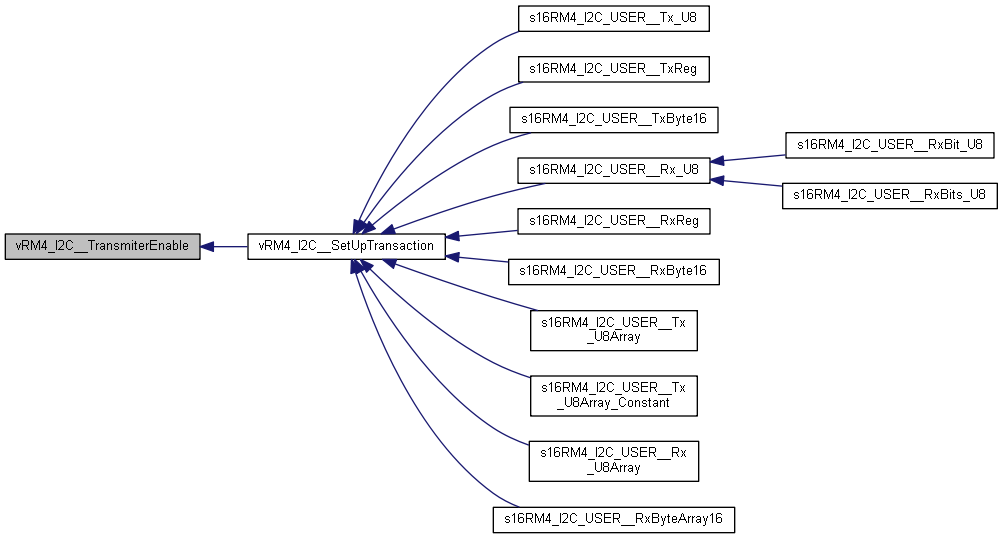 s16RM4_I2C_USER__Tx_U8
s16RM4_I2C_USER__TxReg
s16RM4_I2C_USER__TxByte16
s16RM4_I2C_USER__RxBit_U8
s16RM4_I2C_USER__Rx_U8
s16RM4_I2C_USER__RxBits_U8
s16RM4_I2C_USER__RxReg
vRM4_I2C__TransmiterEnable
vRM4_I2C__SetUpTransaction
s16RM4_I2C_USER__RxByte16
s16RM4_I2C_USER__Tx
_U8Array
s16RM4_I2C_USER__Tx
_U8Array_Constant
s16RM4_I2C_USER__Rx
_U8Array
s16RM4_I2C_USER__RxByteArray16